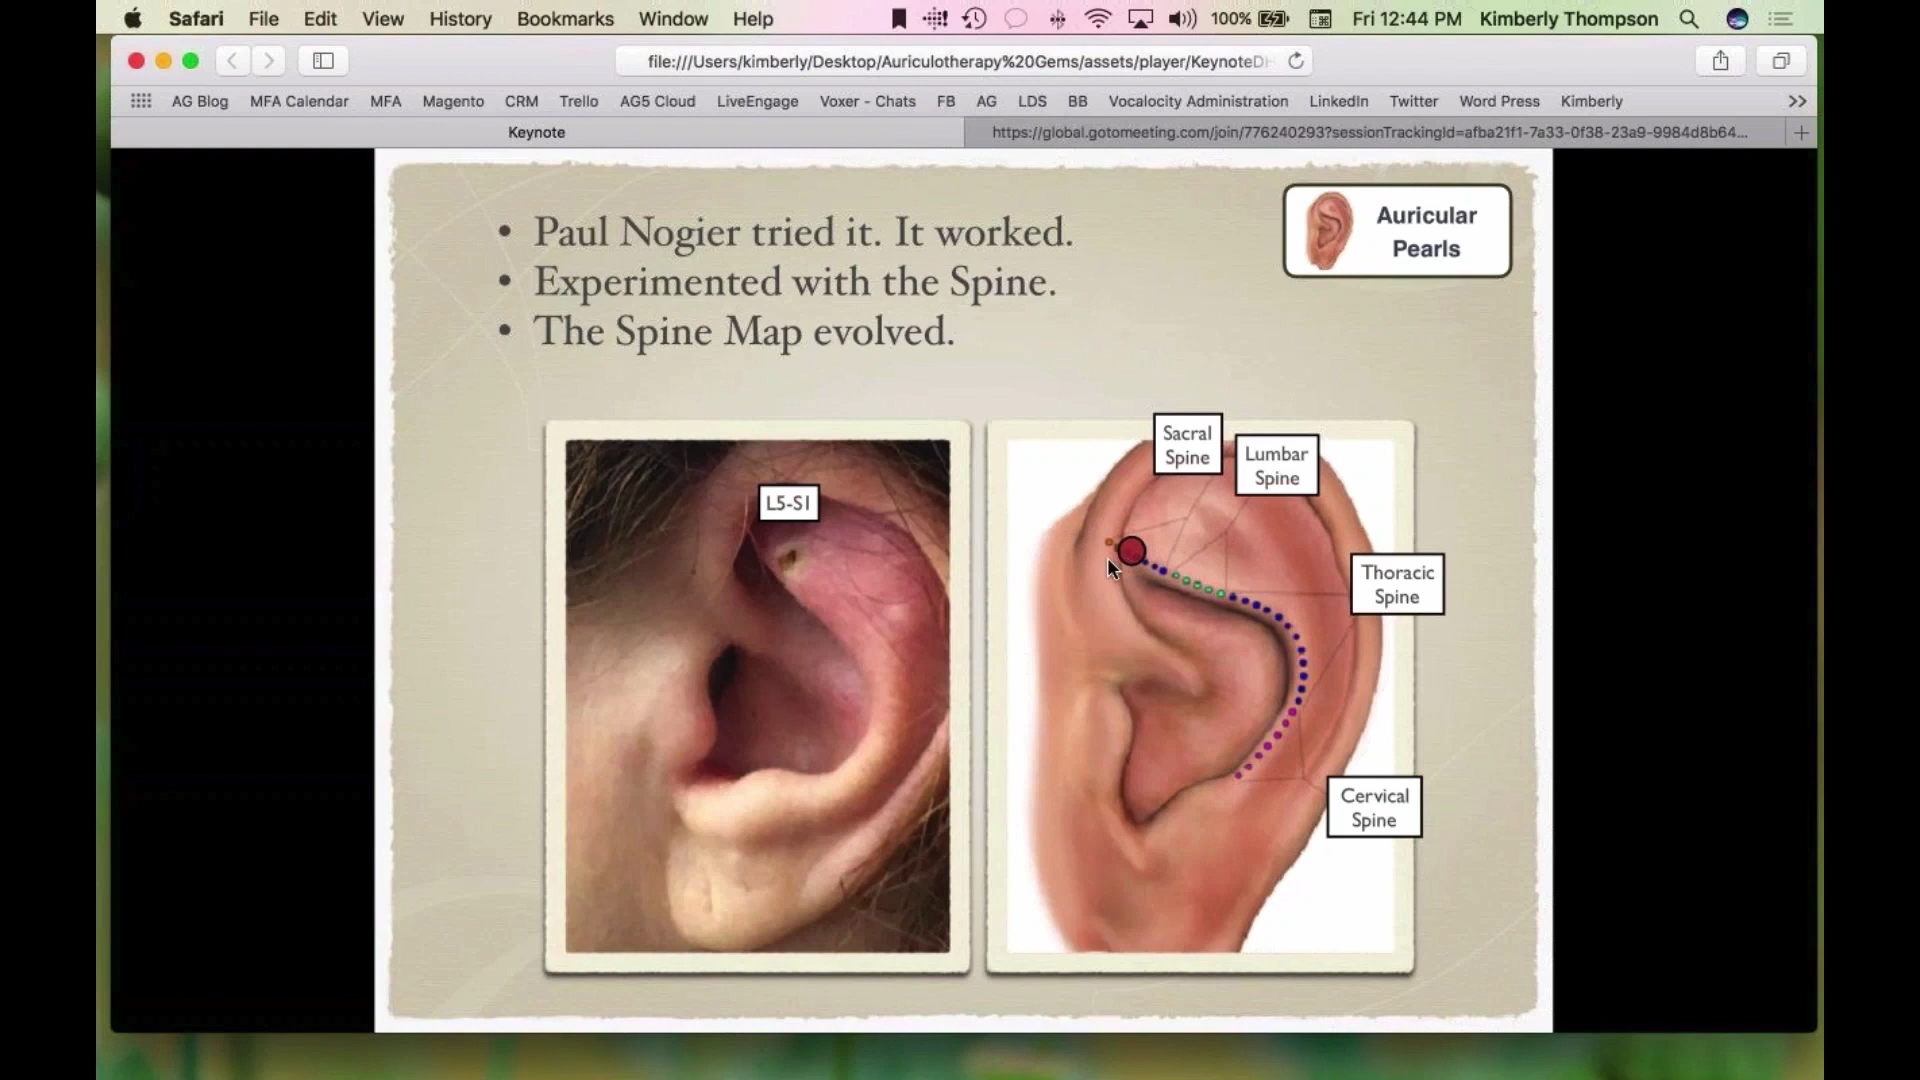 Safari File Edit View History Bookmarks Window Help 100% Fri 12:44 PM Kimberly Thompson
file:///Users/kimberly/Desktop/Auriculotherapy%20Gems/assets/player/KeynoteDH
AG Blog MFA Calendar MFA Magento CRM Trello AG5 Cloud LiveEngage Voxer - Chats FB AG LDS BB Vocalocity Administration LinkedIn Twitter Word Press Kimberly
Keynote https://global.gotomeeting.com/join/776240293?sessionTrackingId=afba21f1-7a33-0f38-23a9-9984d8b64...
• Paul Nogier tried it. It worked.
• Experimented with the Spine.
• The Spine Map evolved.
Auricular
Pearls
L5-S1
Sacral
Spine
Lumbar
Spine
Thoracic
Spine
Cervical
Spine